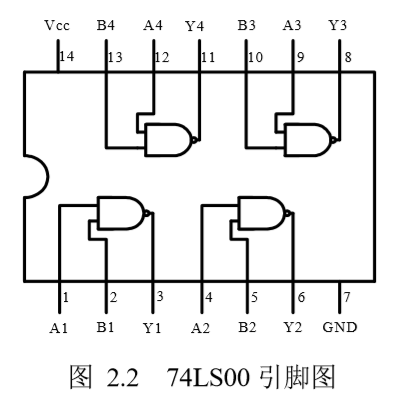 Vcc B4 A4 Y4 B3 A3 Y3
14 13 12 11 10 9 8
1 2 3 4 5 6 7
A1 B1 Y1 A2 B2 Y2 GND
图 2.2 74LS00 引脚图